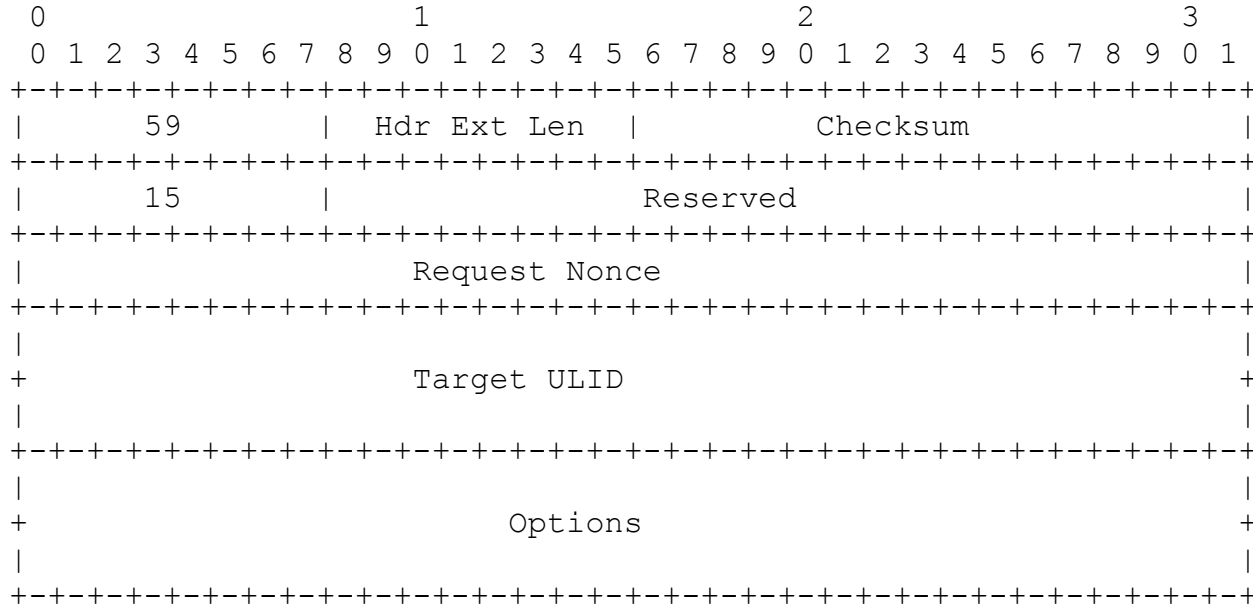 0                   1                   2                   3
 0 1 2 3 4 5 6 7 8 9 0 1 2 3 4 5 6 7 8 9 0 1 2 3 4 5 6 7 8 9 0 1
+-+-+-+-+-+-+-+-+-+-+-+-+-+-+-+-+-+-+-+-+-+-+-+-+-+-+-+-+-+-+-+-+
|      59       |  Hdr Ext Len  |         Checksum              |
+-+-+-+-+-+-+-+-+-+-+-+-+-+-+-+-+-+-+-+-+-+-+-+-+-+-+-+-+-+-+-+-+
|      15       |                Reserved                       |
+-+-+-+-+-+-+-+-+-+-+-+-+-+-+-+-+-+-+-+-+-+-+-+-+-+-+-+-+-+-+-+-+
|                    Request Nonce                              |
+-+-+-+-+-+-+-+-+-+-+-+-+-+-+-+-+-+-+-+-+-+-+-+-+-+-+-+-+-+-+-+-+
|                                                               |
+                    Target ULID                                +
|                                                               |
+-+-+-+-+-+-+-+-+-+-+-+-+-+-+-+-+-+-+-+-+-+-+-+-+-+-+-+-+-+-+-+-+
|                                                               |
+                         Options                               +
|                                                               |
+-+-+-+-+-+-+-+-+-+-+-+-+-+-+-+-+-+-+-+-+-+-+-+-+-+-+-+-+-+-+-+-+